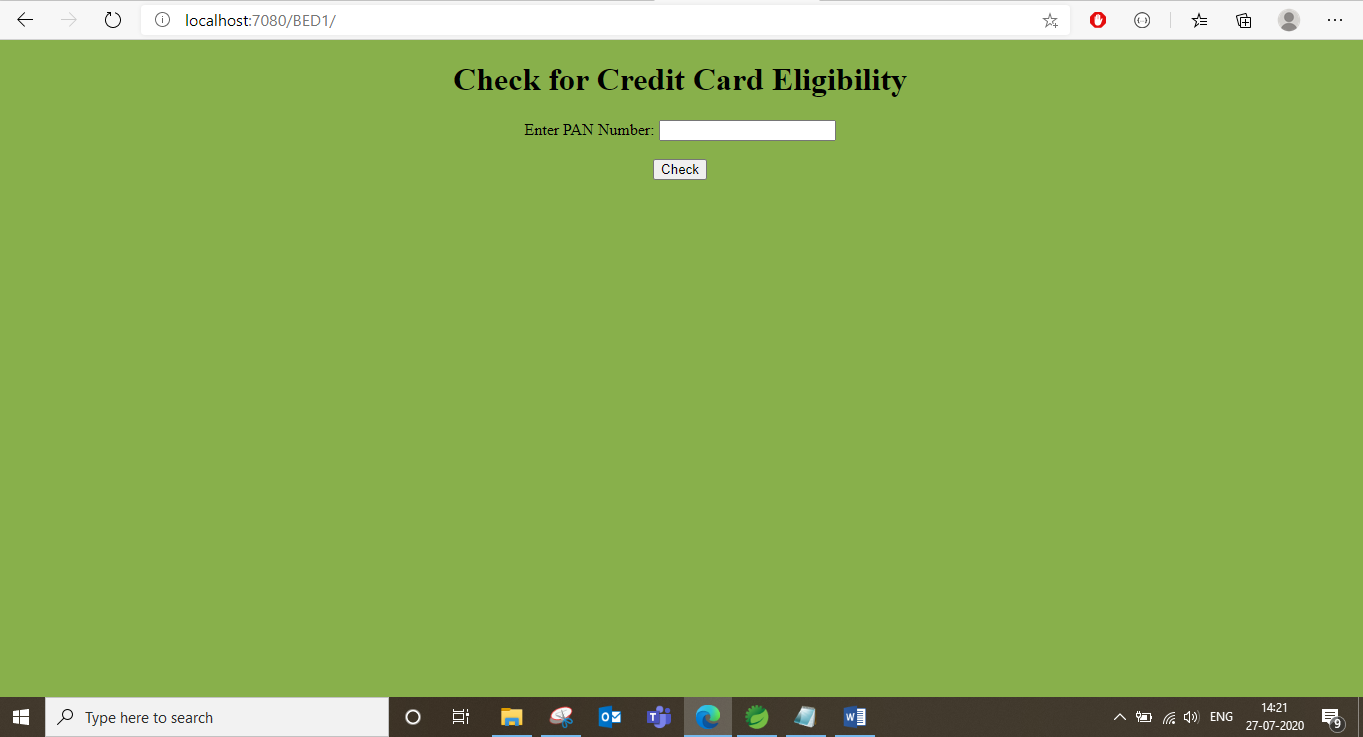 localhost:7080/BED1/
Check for Credit Card Eligibility
Enter PAN Number:
Check
Type here to search
ENG
14:21
27-07-2020
9